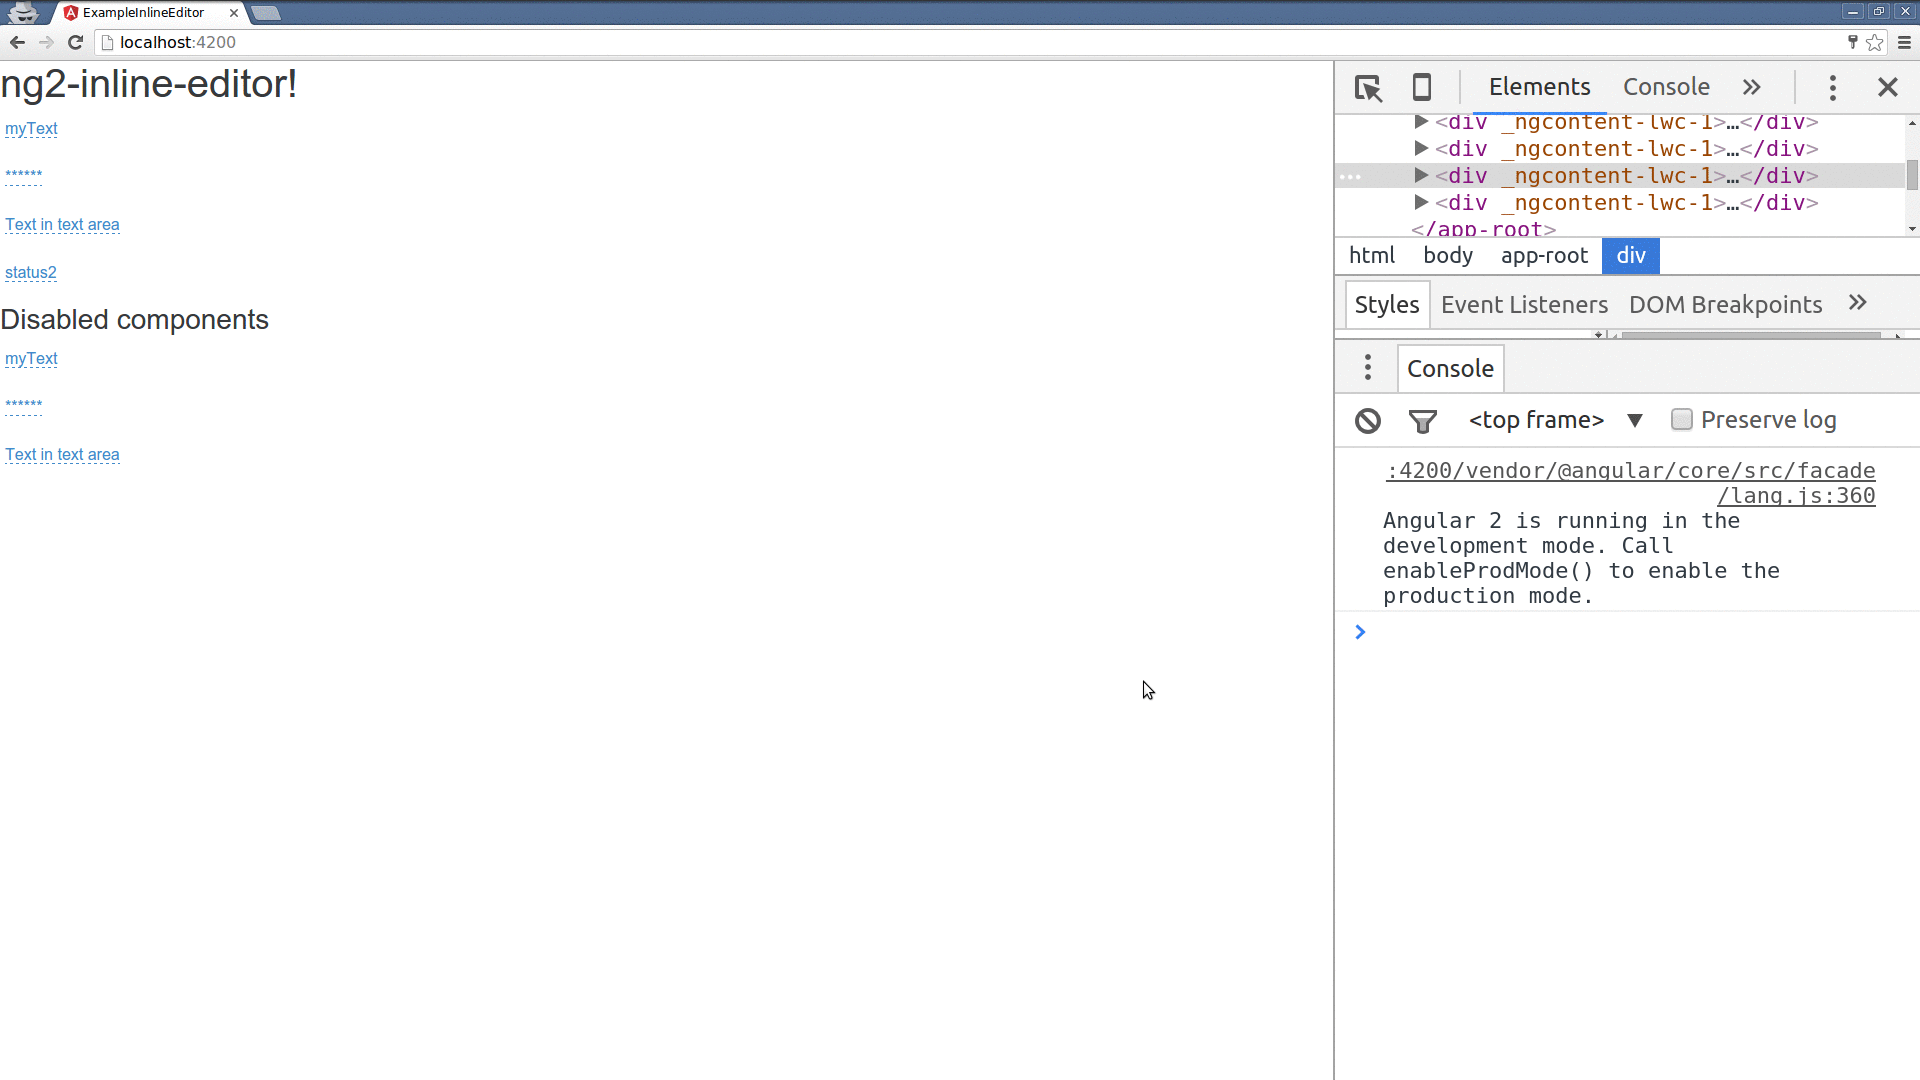 ExampleInlineEditor
localhost:4200
ng2-inline-editor!
myText
******
Text in text area
status2
Disabled components
myText
******
Text in text area
Elements Console
<div _ngcontent-lwc-1>…</div>
<div _ngcontent-lwc-1>…</div>
<div _ngcontent-lwc-1>…</div>
<div _ngcontent-lwc-1>…</div>
</app-root>
html body app-root div
Styles Event Listeners DOM Breakpoints
Console
<top frame> Preserve log
:4200/vendor/@angular/core/src/facade
/lang.js:360
Angular 2 is running in the
development mode. Call
enableProdMode() to enable the
production mode.